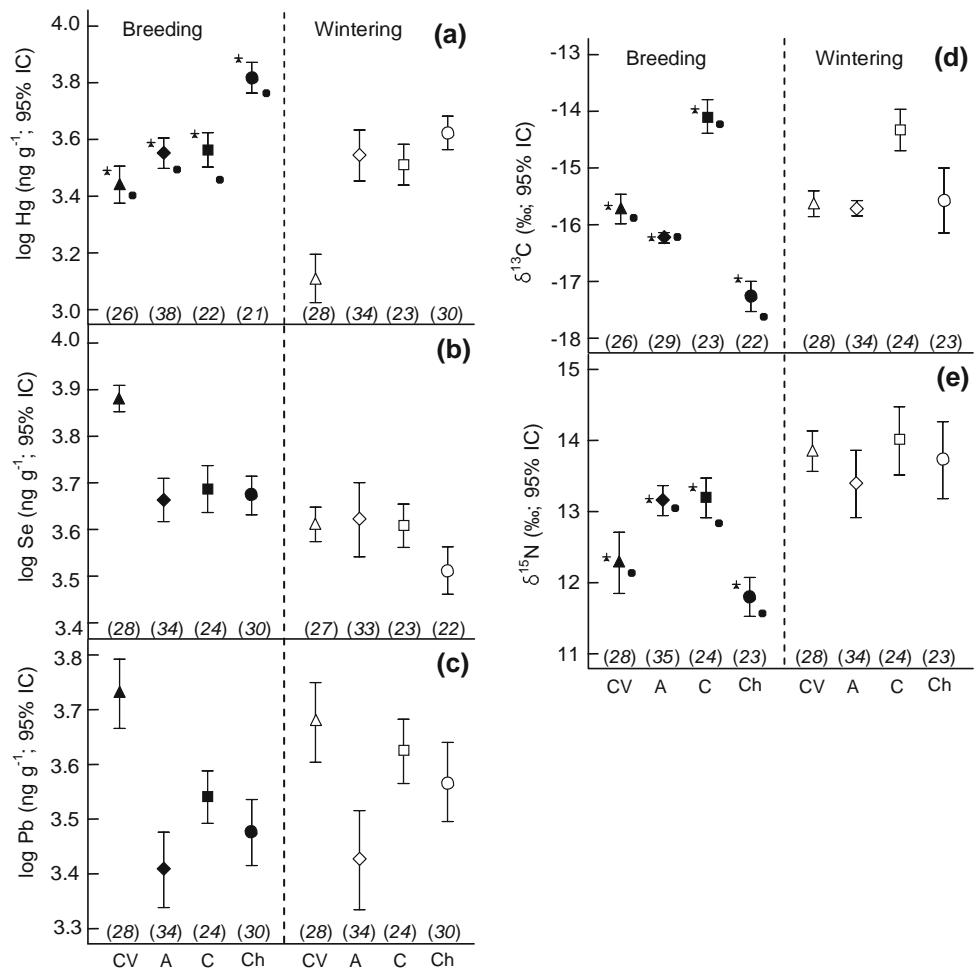 Breeding Wintering (a)
log Hg (ng g-1; 95% IC)
4.0
3.8
3.6
3.4
3.2
3.0
(26) (38) (22) (21) (28) (34) (23) (30)
(b)
log Se (ng g-1; 95% IC)
4.0
3.9
3.8
3.7
3.6
3.5
3.4
(28) (34) (24) (30) (27) (33) (23) (22)
(c)
log Pb (ng g-1; 95% IC)
3.8
3.7
3.6
3.5
3.4
3.3
(28) (34) (24) (30) (28) (34) (24) (30)
CV A C Ch CV A C Ch
Breeding Wintering (d)
δ13C (‰; 95% IC)
-13
-14
-15
-16
-17
-18
(26) (29) (23) (22) (28) (34) (24) (23)
(e)
δ15N (‰; 95% IC)
15
14
13
12
11
(28) (35) (24) (23) (28) (34) (24) (23)
CV A C Ch CV A C Ch